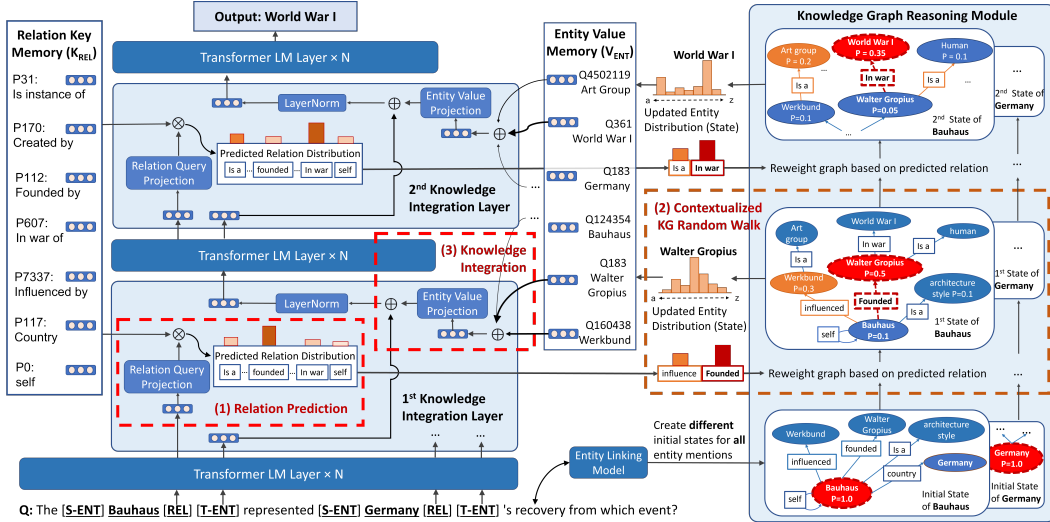 Output: World War I
Relation Key
Memory (K_REL)
P31:
Is instance of
P170:
Created by
P112:
Founded by
P607:
In war of
P7337:
Influenced by
P117:
Country
P0:
self
Transformer LM Layer × N
LayerNorm
Entity Value
Projection
Relation Query
Projection
Predicted Relation Distribution
Is a ... founded ... In war self
2nd Knowledge
Integration Layer
Transformer LM Layer × N
(3) Knowledge
Integration
LayerNorm
Entity Value
Projection
Relation Query
Projection
Predicted Relation Distribution
Is a ... founded ... In war self
(1) Relation Prediction
1st Knowledge
Integration Layer
... ...
Transformer LM Layer × N
Q: The [S-ENT] Bauhaus [REL] [T-ENT] represented [S-ENT] Germany [REL] [T-ENT] 's recovery from which event?
Entity Value
Memory (V_ENT)
Q4502119
Art Group
Q361
World War I
...
Q183
Germany
...
Q124354
Bauhaus
Q183
Walter
Gropius
Q160438
Werkbund
World War I
a z
Updated Entity
Distribution (State)
Is a In war
Reweight graph based on predicted relation
(2) Contextualized
KG Random Walk
Walter Gropius
a z
Updated Entity
Distribution (State)
influence Founded
Reweight graph based on predicted relation
Create different
initial states for all
entity mentions
Entity Linking
Model
Knowledge Graph Reasoning Module
Art group
P = 0.2
World War I
P = 0.35
Human
P = 0.1
...
...
Is a
In war
Is a
Werkbund
P=0.1
Walter Gropius
P=0.05
...
...
2nd State of
Bauhaus
...
2nd State of
Germany
...
Art
group
World War I
human
Is a
In war
Is a
Walter Gropius
P=0.5
Werkbund
P=0.3
architecture
style P=0.1
influenced
Founded
Is a
self
Bauhaus
P=0.1
1st State of
Bauhaus
...
1st State of
Germany
...
Werkbund
Walter
Gropius
architecture
style
influenced
founded
Is a
country
Germany
self
Bauhaus
P=1.0
Initial State
of Bauhaus
... ...
Germany
P=1.0
Initial State
of Germany